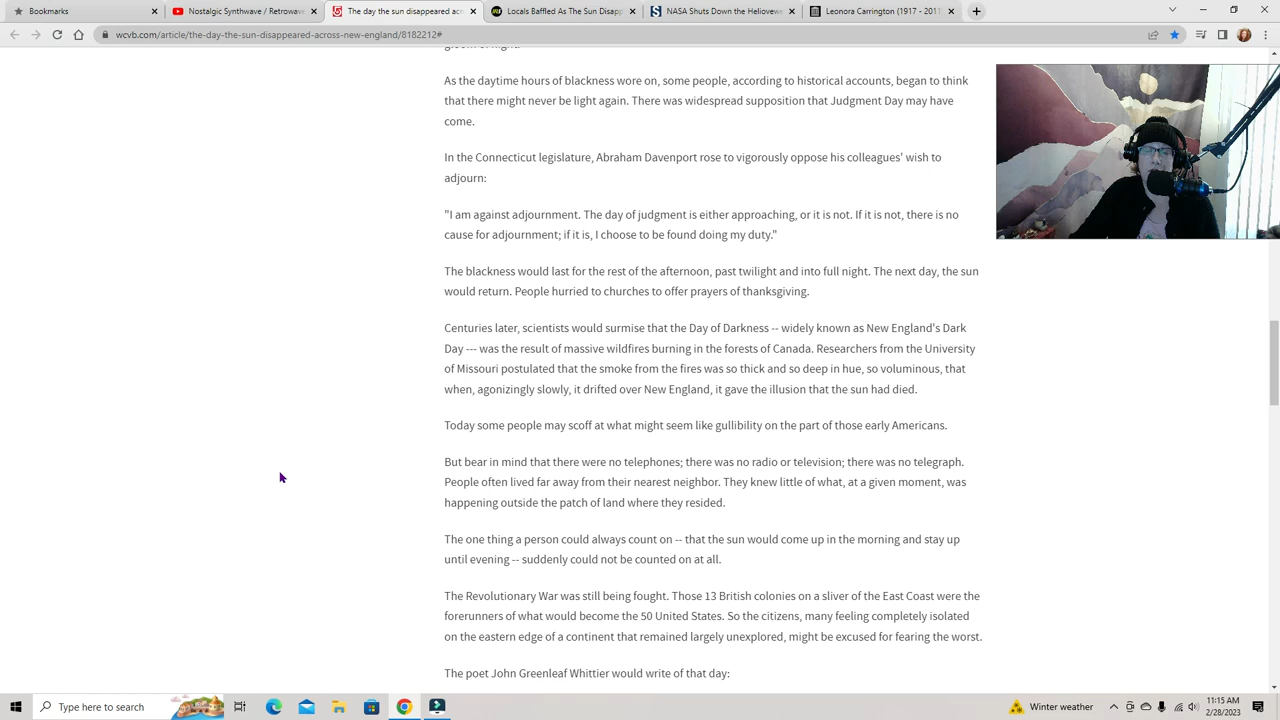 Bookmarks
Nostalgic Synthwave / Retrowave
The day the sun disappeared acr
Locals Baffled As The Sun Disapp
NASA Shuts Down the Heliowew
Leonora Carrington (1917 - 2011
wcvb.com/article/the-day-the-sun-disappeared-across-new-england/8182212#
As the daytime hours of blackness wore on, some people, according to historical accounts, began to think
that there might never be light again. There was widespread supposition that Judgment Day may have
come.
In the Connecticut legislature, Abraham Davenport rose to vigorously oppose his colleagues' wish to
adjourn:
"I am against adjournment. The day of judgment is either approaching, or it is not. If it is not, there is no
cause for adjournment; if it is, I choose to be found doing my duty."
The blackness would last for the rest of the afternoon, past twilight and into full night. The next day, the sun
would return. People hurried to churches to offer prayers of thanksgiving.
Centuries later, scientists would surmise that the Day of Darkness -- widely known as New England's Dark
Day --- was the result of massive wildfires burning in the forests of Canada. Researchers from the University
of Missouri postulated that the smoke from the fires was so thick and so deep in hue, so voluminous, that
when, agonizingly slowly, it drifted over New England, it gave the illusion that the sun had died.
Today some people may scoff at what might seem like gullibility on the part of those early Americans.
But bear in mind that there were no telephones; there was no radio or television; there was no telegraph.
People often lived far away from their nearest neighbor. They knew little of what, at a given moment, was
happening outside the patch of land where they resided.
The one thing a person could always count on -- that the sun would come up in the morning and stay up
until evening -- suddenly could not be counted on at all.
The Revolutionary War was still being fought. Those 13 British colonies on a sliver of the East Coast were the
forerunners of what would become the 50 United States. So the citizens, many feeling completely isolated
on the eastern edge of a continent that remained largely unexplored, might be excused for fearing the worst.
The poet John Greenleaf Whittier would write of that day:
Type here to search
Winter weather
11:15 AM
2/28/2023